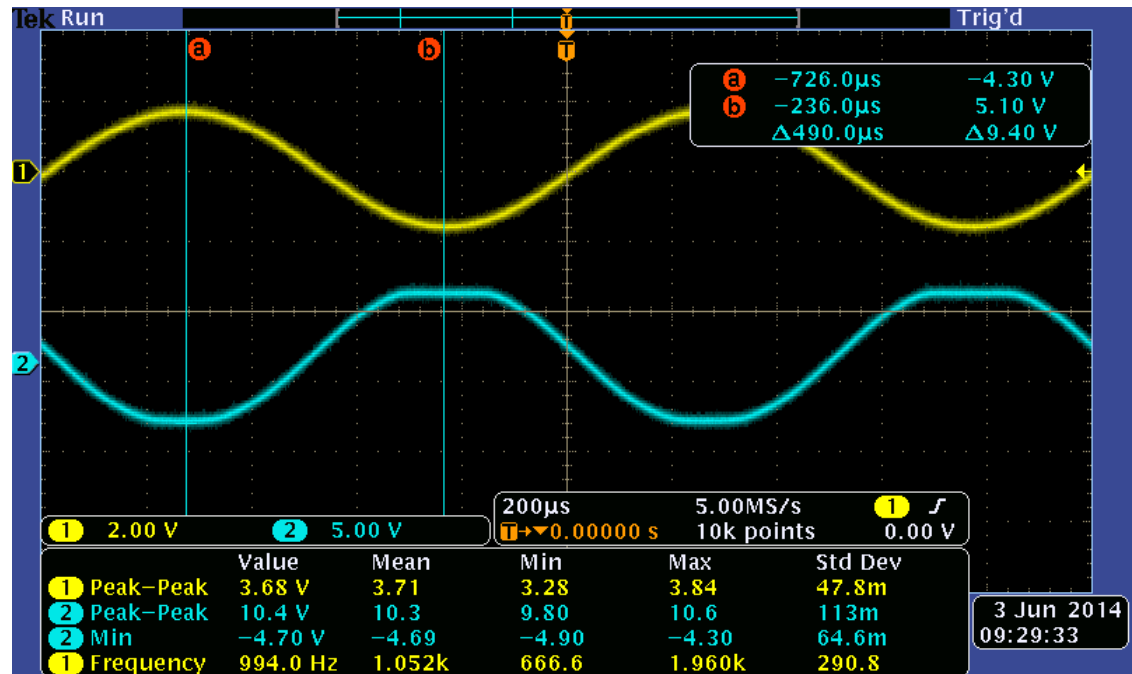 Tek Run T Trig'd
a b T
a −726.0µs −4.30 V
b −236.0µs 5.10 V
Δ490.0µs Δ9.40 V
1
2
1 2.00 V 2 5.00 V
200µs 5.00MS/s 1
T→▼0.00000 s 10k points 0.00 V
Value Mean Min Max Std Dev
1 Peak−Peak 3.68 V 3.71 3.28 3.84 47.8m
2 Peak−Peak 10.4 V 10.3 9.80 10.6 113m
2 Min −4.70 V −4.69 −4.90 −4.30 64.6m
1 Frequency 994.0 Hz 1.052k 666.6 1.960k 290.8
3 Jun 2014
09:29:33